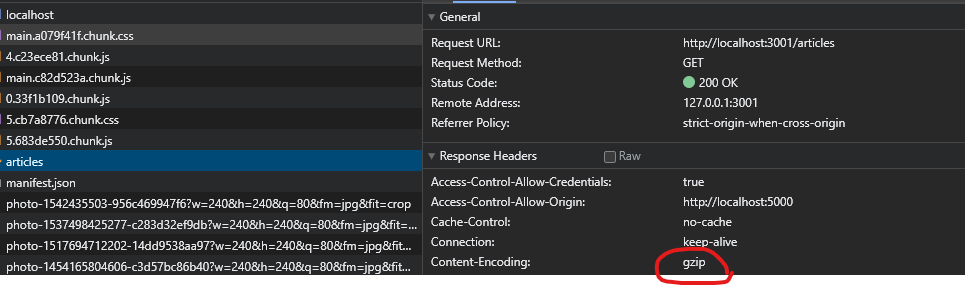 localhost
main.a079f41f.chunk.css
4.c23ece81.chunk.js
main.c82d523a.chunk.js
0.33f1b109.chunk.js
5.cb7a8776.chunk.css
5.683de550.chunk.js
articles
manifest.json
photo-1542435503-956c469947f6?w=240&h=240&q=80&fm=jpg&fit=crop
photo-1537498425277-c283d32ef9db?w=240&h=240&q=80&fm=jpg&fit=...
photo-1517694712202-14dd9538aa97?w=240&h=240&q=80&fm=jpg&fit...
photo-1454165804606-c3d57bc86b40?w=240&h=240&q=80&fm=jpg&fit...
General
Request URL: http://localhost:3001/articles
Request Method: GET
Status Code: 200 OK
Remote Address: 127.0.0.1:3001
Referrer Policy: strict-origin-when-cross-origin
Response Headers Raw
Access-Control-Allow-Credentials: true
Access-Control-Allow-Origin: http://localhost:5000
Cache-Control: no-cache
Connection: keep-alive
Content-Encoding: gzip